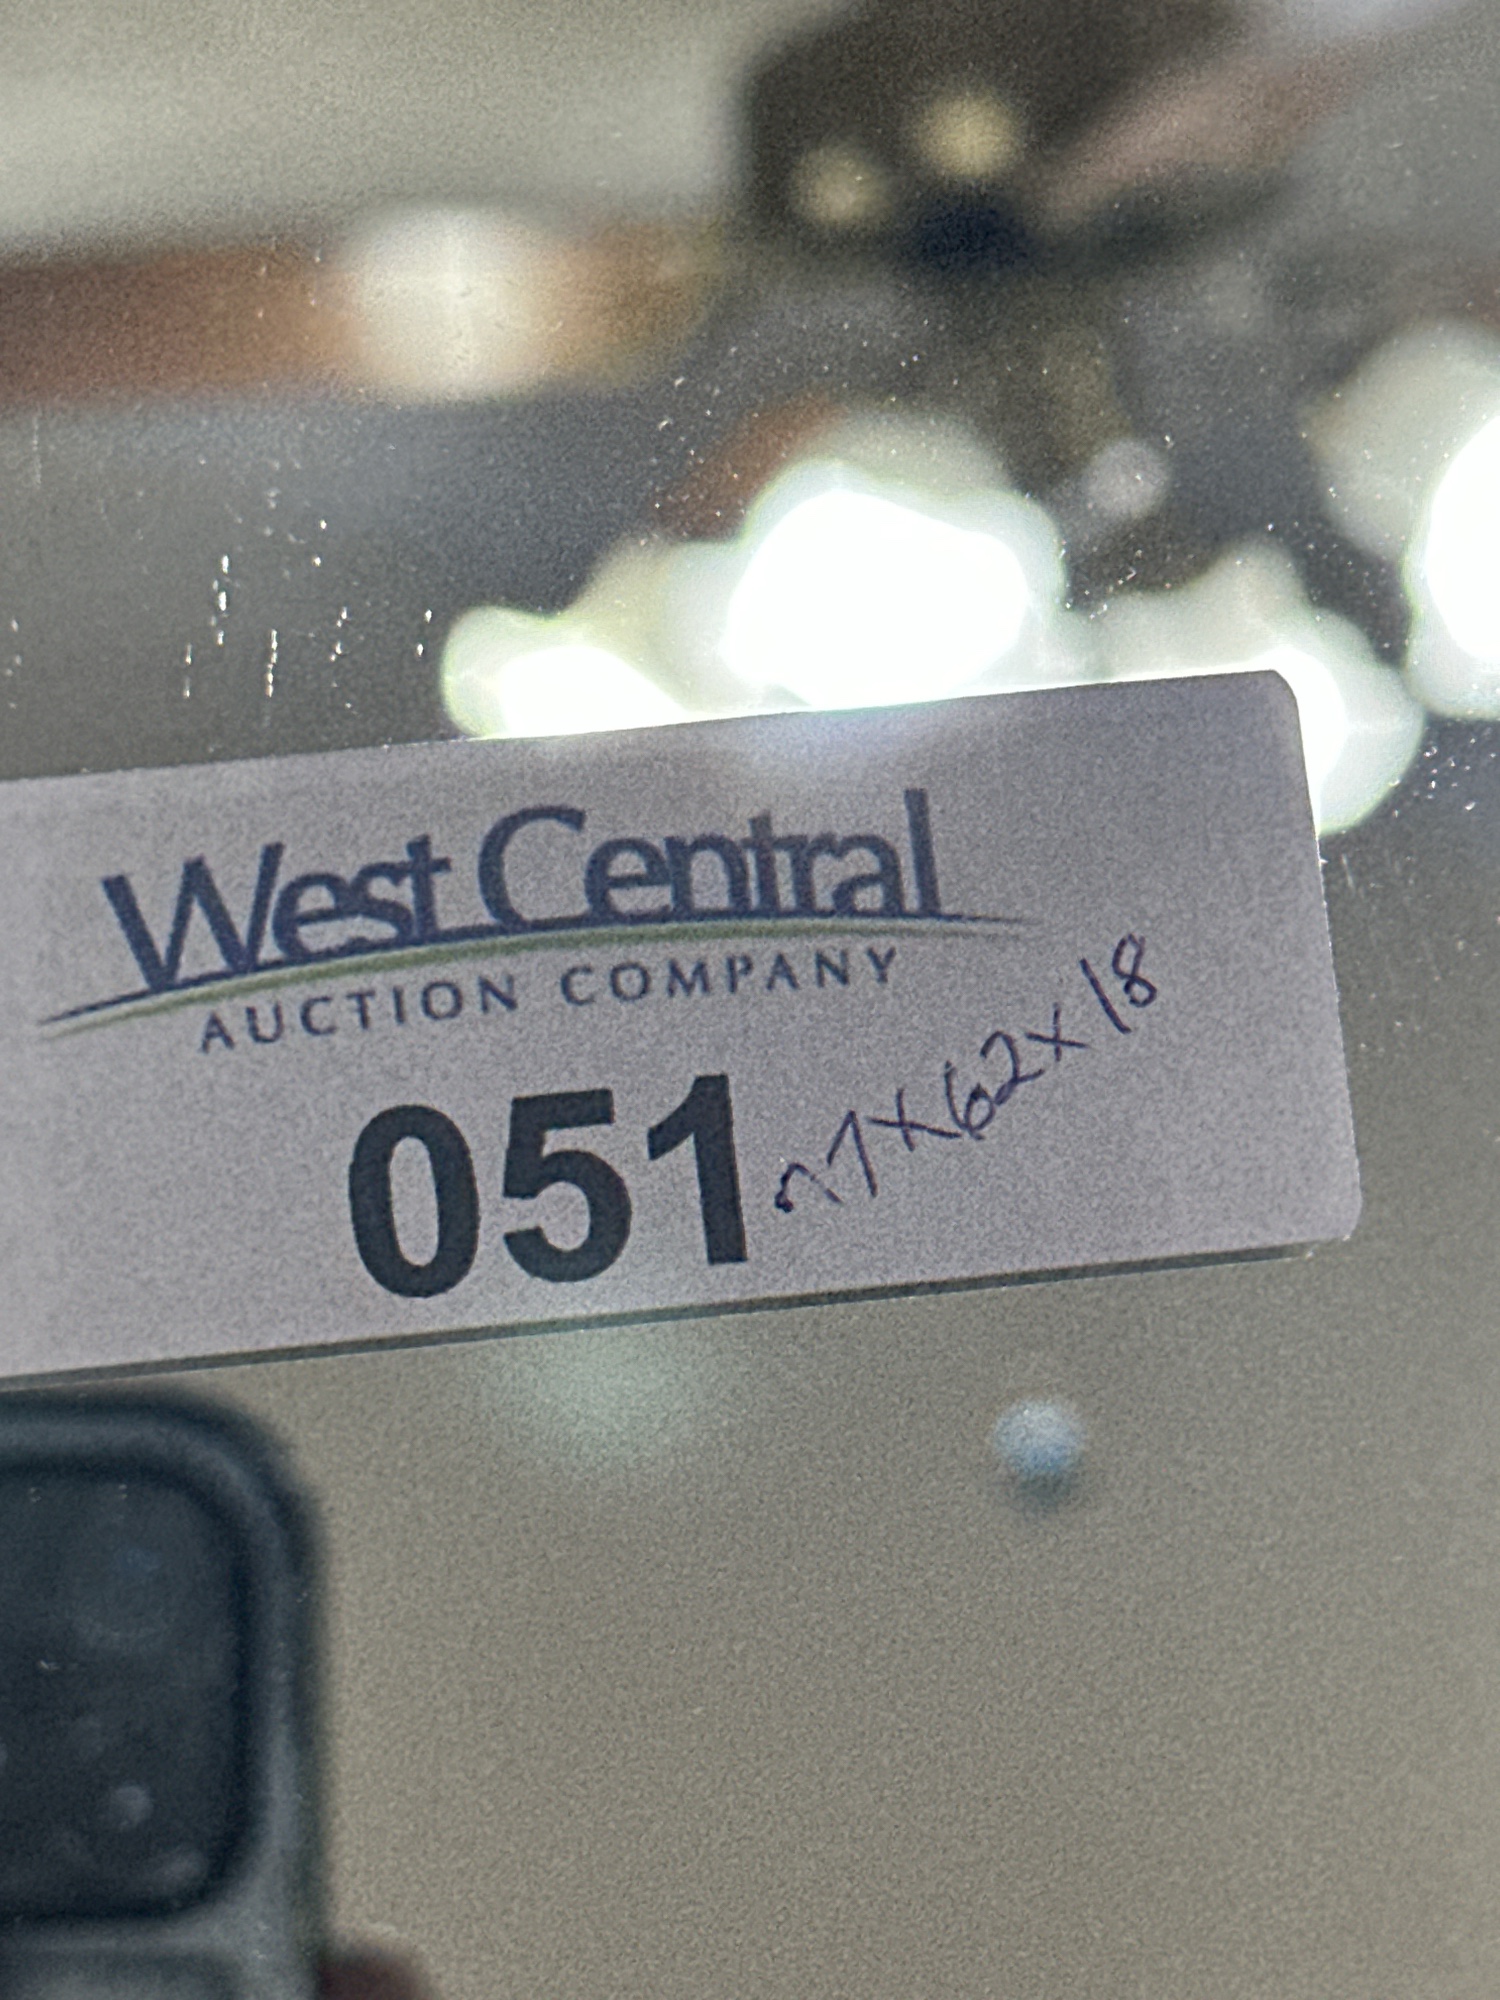 West Central
AUCTION COMPANY
051
77x62x18